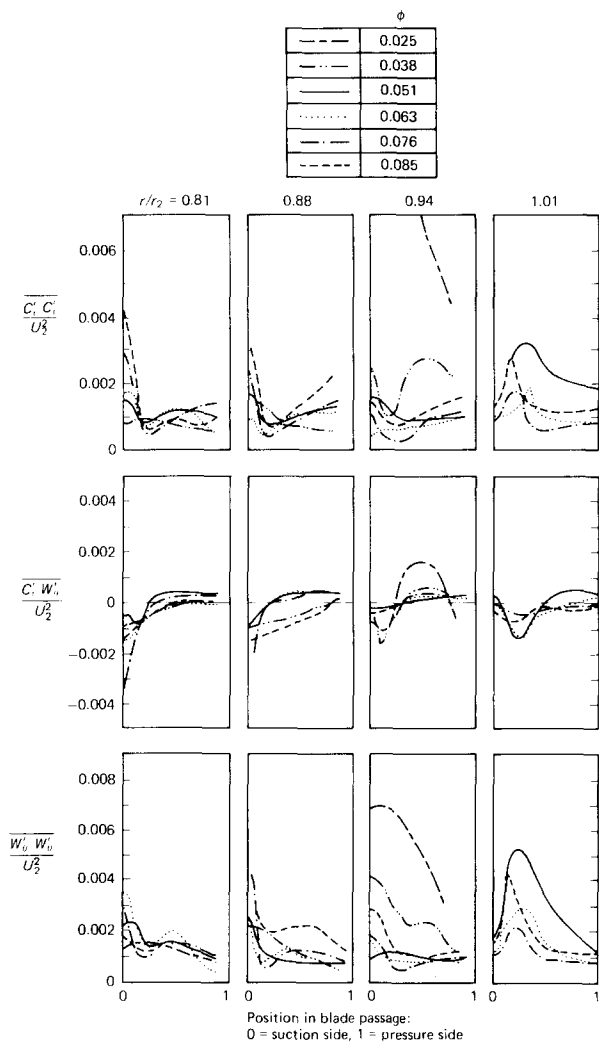 φ
0.025
0.038
0.051
0.063
0.076
0.085
r/r₂ = 0.81 0.88 0.94 1.01
0.006
0.004
0.002
0
C'ᵣ C'ᵣ
U₂²
0.004
0.002
0
−0.002
−0.004
C'ᵣ W'ᵤ
U₂²
0.008
0.006
0.004
0.002
0
W'ᵤ W'ᵤ
U₂²
0 1 0 1 0 1 0 1
Position in blade passage:
0 = suction side, 1 = pressure side